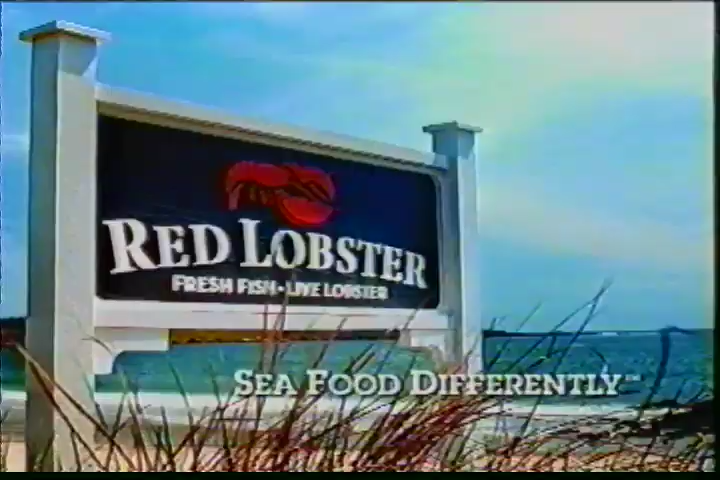 RED LOBSTER
FRESH FISH • LIVE LOBSTER
SEA FOOD DIFFERENTLY™